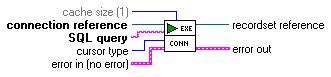 cache size (1)
connection reference
SQL query
cursor type
error in (no error)
EXE
CONN
recordset reference
error out